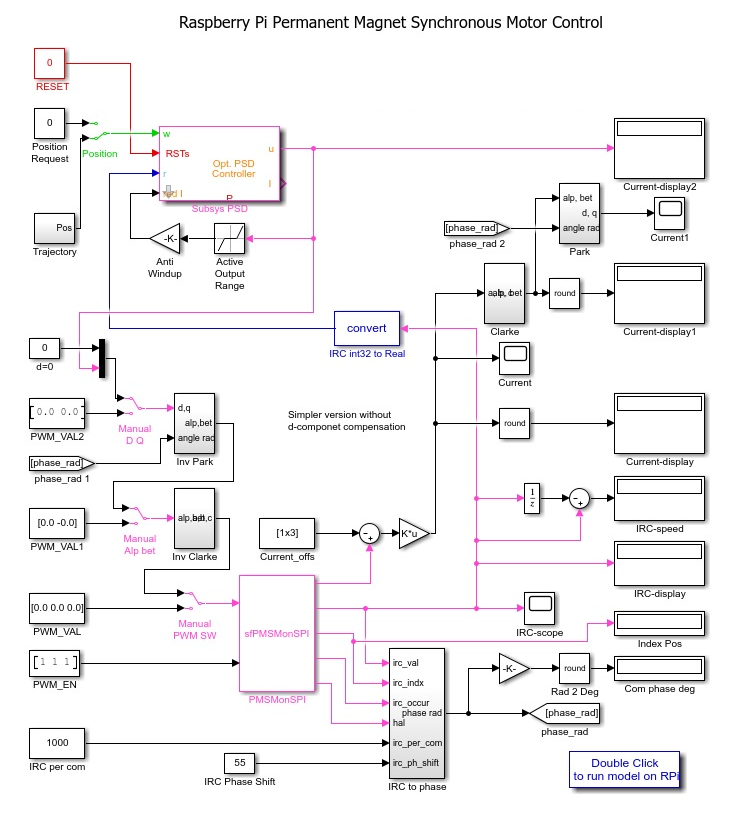 Raspberry Pi Permanent Magnet Synchronous Motor Control
0
RESET
0
Position
Request
Position
w
RSTs
r
u
I
Opt. PSD
Controller
P
Subsys PSD
Current-display2
Pos
Trajectory
-K-
Anti
Windup
Active
Output
Range
[phase_rad]
phase_rad 2
alp, bet
d, q
angle rad
Park
Current1
Clarke
round
Current-display1
convert
IRC int32 to Real
0
d=0
Current
[0.0 0.0]
PWM_VAL2
Manual
D Q
d,q
alp,bet
angle rad
Inv Park
Simpler version without
d-componet compensation
round
Current-display
[phase_rad]
phase_rad 1
[0.0 -0.0]
PWM_VAL1
Manual
Alp bet
Inv Clarke
[1x3]
Current_offs
K*u
1
z
IRC-speed
IRC-display
[0.0 0.0 0.0]
PWM_VAL
Manual
PWM SW
sfPMSMonSPI
PMSMonSPI
IRC-scope
Index Pos
[1 1 1]
PWM_EN
irc_val
irc_indx
irc_occur
phase rad
hal
irc_per_com
irc_ph_shift
IRC to phase
-K-
round
Rad 2 Deg
Com phase deg
[phase_rad]
phase_rad
1000
IRC per com
55
IRC Phase Shift
Double Click
to run model on RPi